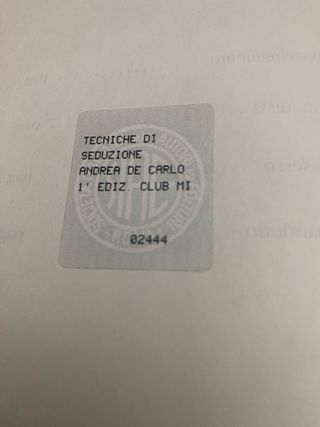 TECNICHE DI
SEDUZIONE
ANDREA DE CARLO
1' EDIZ. CLUB MI
02444